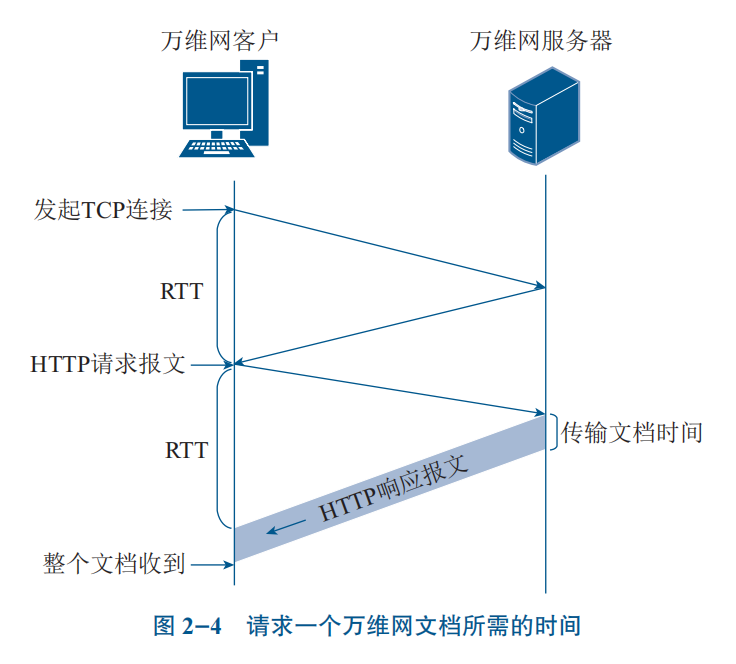 万维网客户
万维网服务器
发起TCP连接
RTT
HTTP请求报文
传输文档时间
RTT
HTTP响应报文
整个文档收到
图 2-4 请求一个万维网文档所需的时间